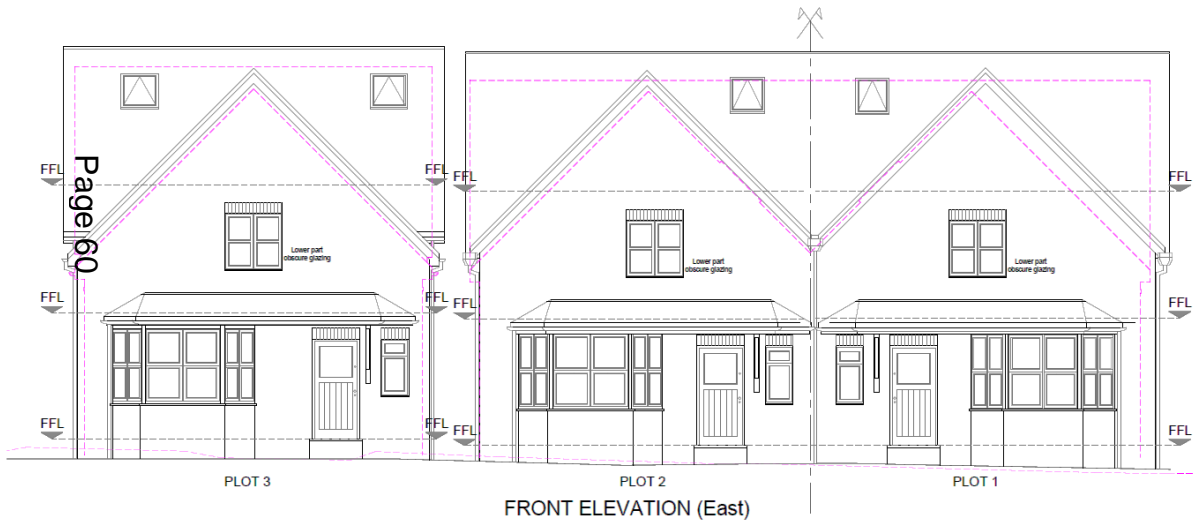 Page 60
FFL
FFL
FFL
FFL
Lower part
obscure glazing
Lower part
obscure glazing
Lower part
obscure glazing
FFL
FFL
FFL
FFL
FFL
FFL
FFL
FFL
PLOT 3
PLOT 2
PLOT 1
FRONT ELEVATION (East)